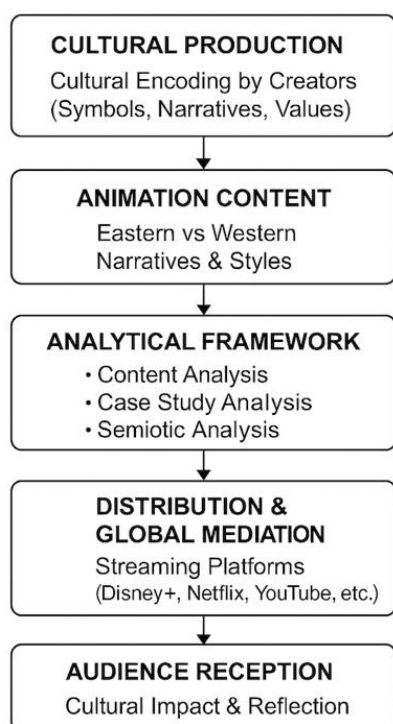 CULTURAL PRODUCTION
Cultural Encoding by Creators
(Symbols, Narratives, Values)
ANIMATION CONTENT
Eastern vs Western
Narratives & Styles
ANALYTICAL FRAMEWORK
• Content Analysis
• Case Study Analysis
• Semiotic Analysis
DISTRIBUTION &
GLOBAL MEDIATION
Streaming Platforms
(Disney+, Netflix, YouTube, etc.)
AUDIENCE RECEPTION
Cultural Impact & Reflection